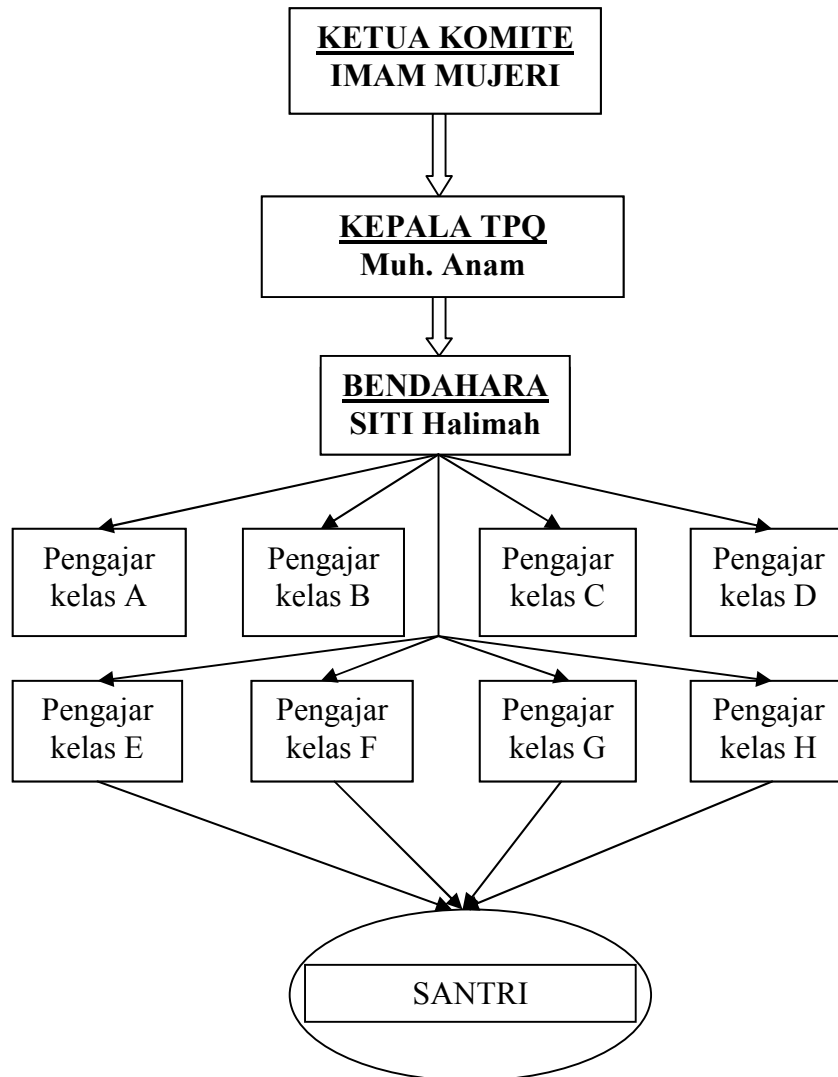 KETUA KOMITE
IMAM MUJERI
KEPALA TPQ
Muh. Anam
BENDAHARA
SITI Halimah
Pengajar
kelas A
Pengajar
kelas B
Pengajar
kelas C
Pengajar
kelas D
Pengajar
kelas E
Pengajar
kelas F
Pengajar
kelas G
Pengajar
kelas H
SANTRI